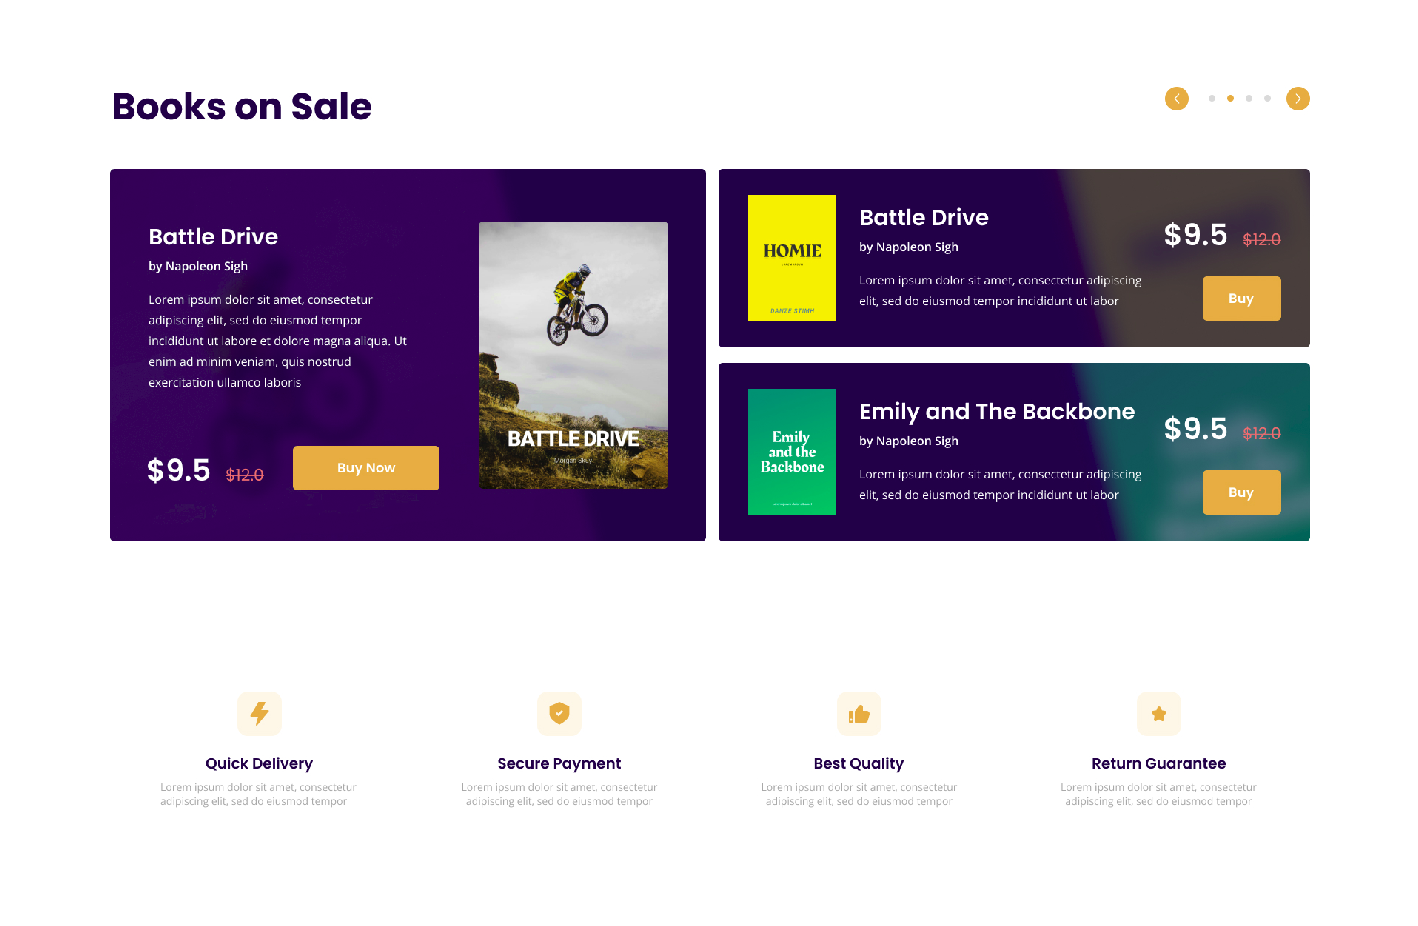 Books on Sale
Battle Drive
by Napoleon Sigh
Lorem ipsum dolor sit amet, consectetur
adipiscing elit, sed do eiusmod tempor
incididunt ut labore et dolore magna aliqua. Ut
enim ad minim veniam, quis nostrud
exercitation ullamco laboris
$9.5 $12.0
Buy Now
BATTLE DRIVE
HOMIE
Battle Drive
by Napoleon Sigh
Lorem ipsum dolor sit amet, consectetur adipiscing
elit, sed do eiusmod tempor incididunt ut labor
$9.5 $12.0
Buy
Emily
and the
Backbone
Emily and The Backbone
by Napoleon Sigh
Lorem ipsum dolor sit amet, consectetur adipiscing
elit, sed do eiusmod tempor incididunt ut labor
$9.5 $12.0
Buy
Quick Delivery
Lorem ipsum dolor sit amet, consectetur
adipiscing elit, sed do eiusmod tempor
Secure Payment
Lorem ipsum dolor sit amet, consectetur
adipiscing elit, sed do eiusmod tempor
Best Quality
Lorem ipsum dolor sit amet, consectetur
adipiscing elit, sed do eiusmod tempor
Return Guarantee
Lorem ipsum dolor sit amet, consectetur
adipiscing elit, sed do eiusmod tempor